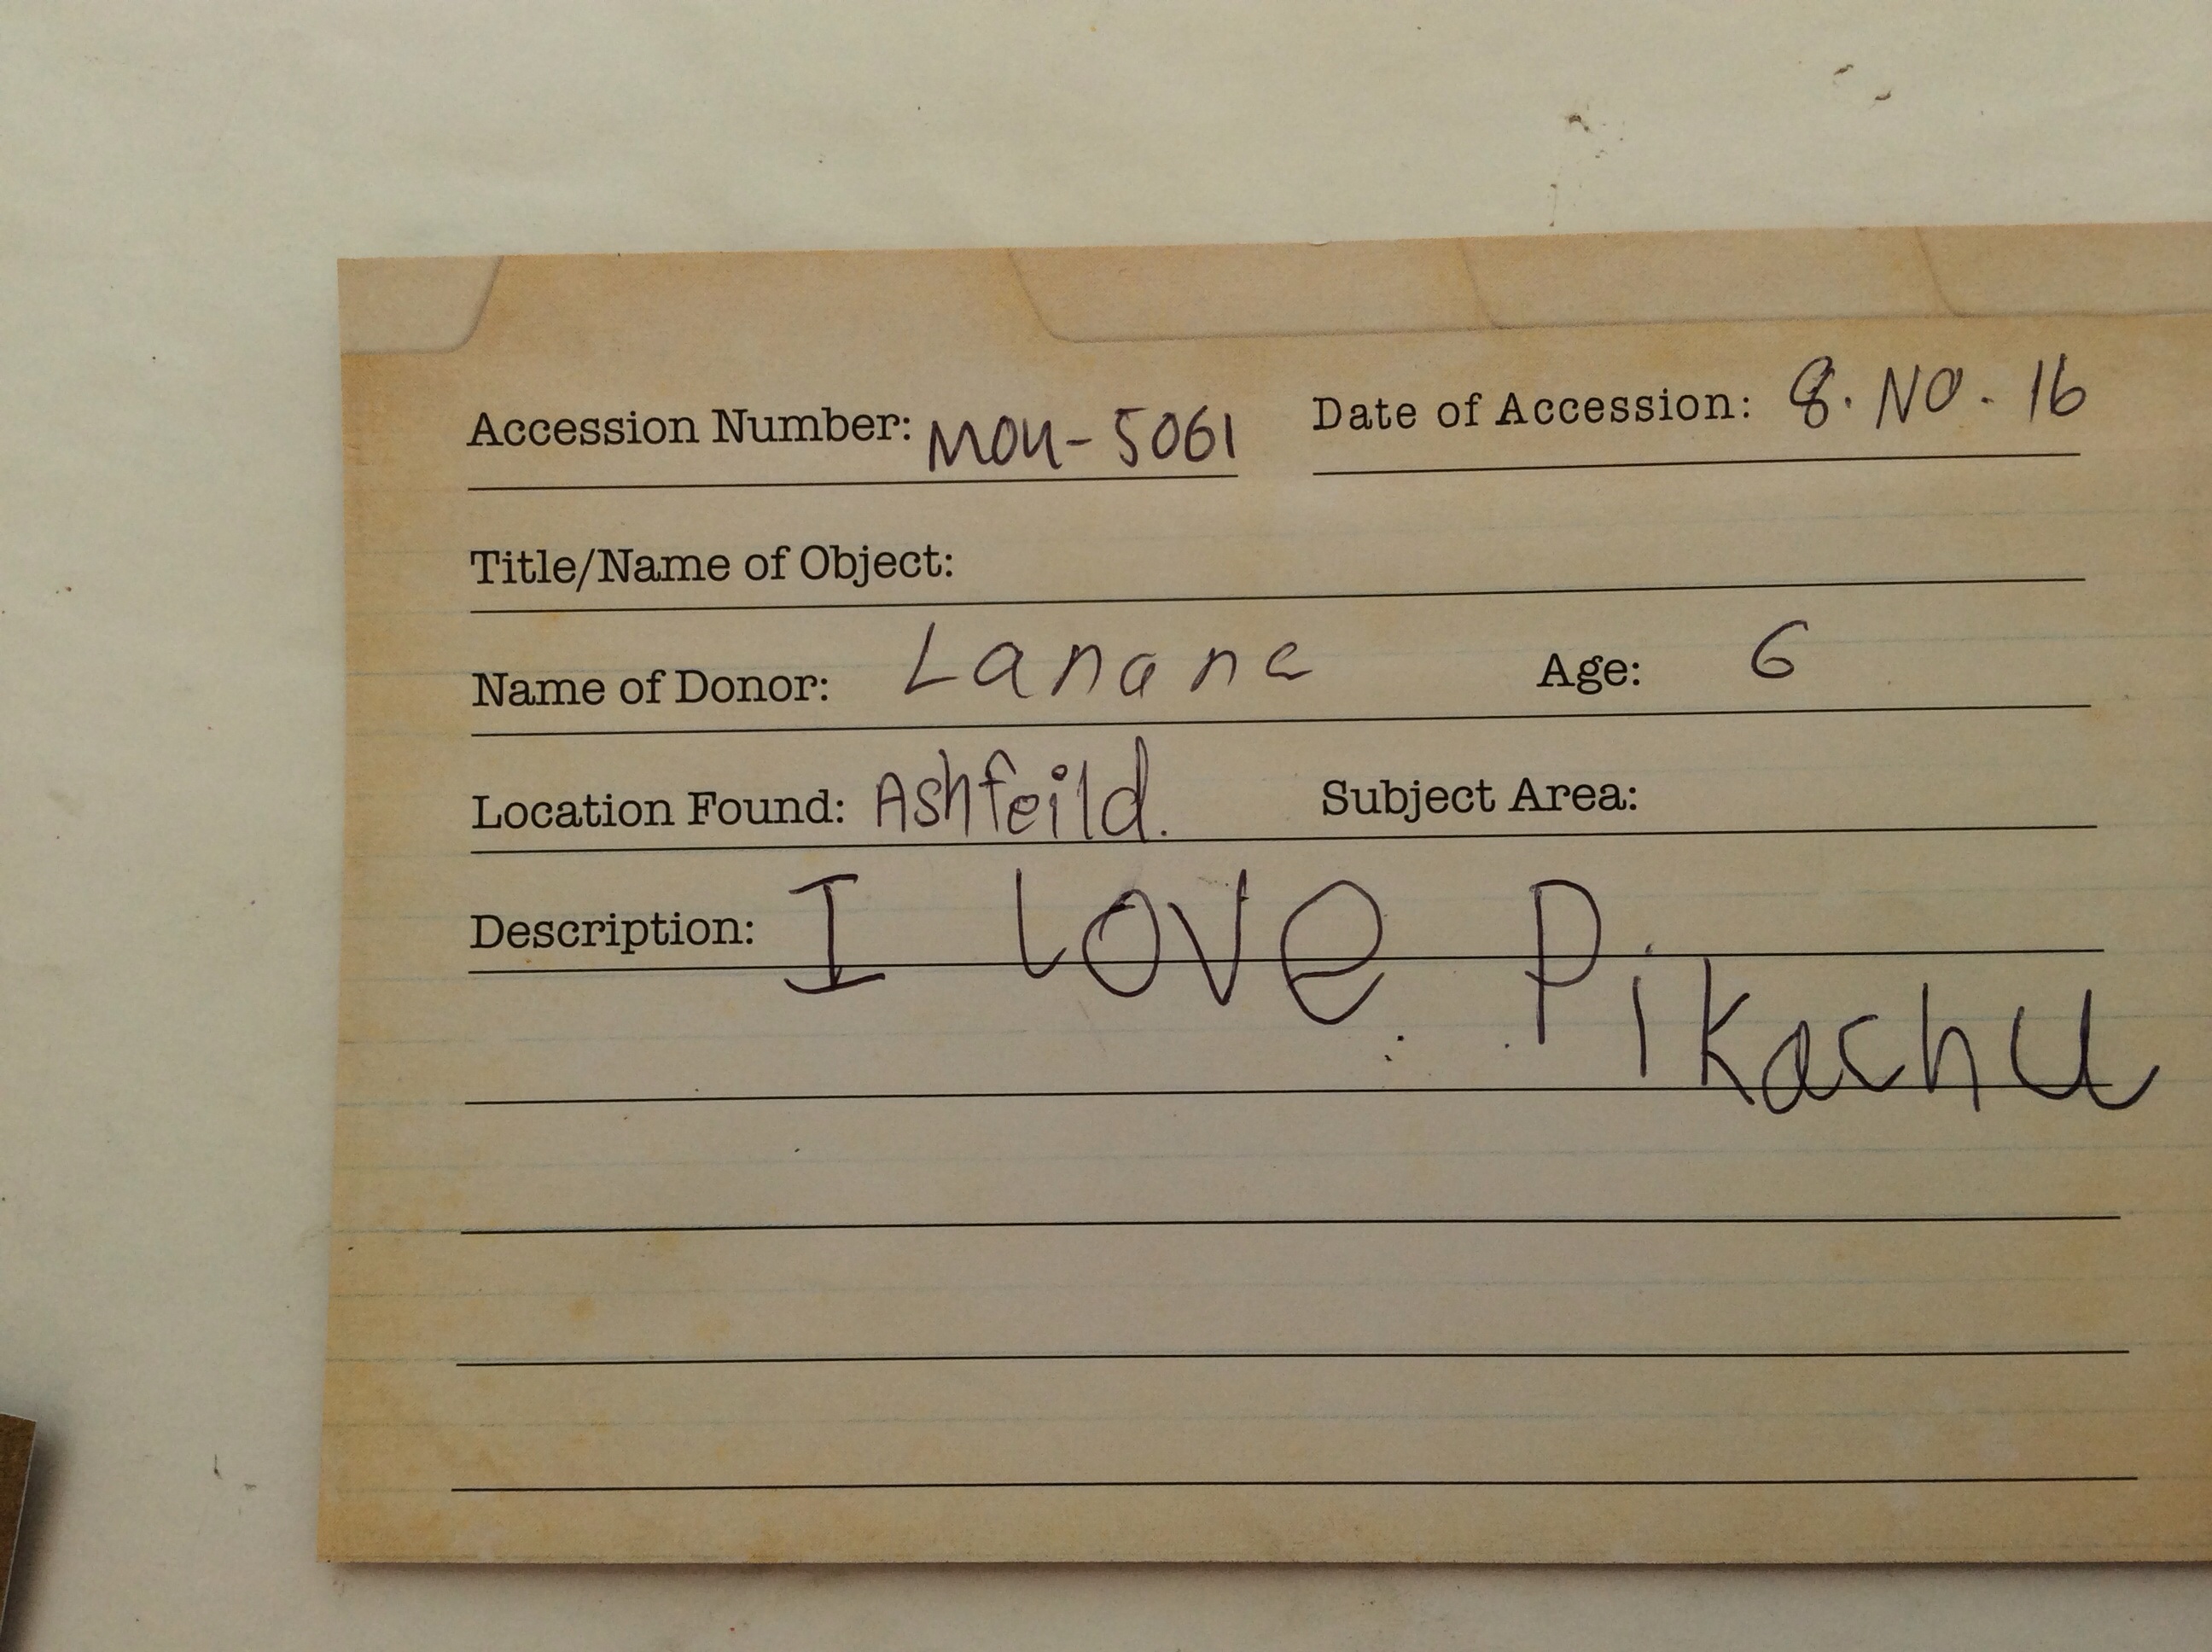 Accession Number: MOU-5061 Date of Accession: 8. NO. 16
Title/Name of Object:
Name of Donor: Lanana Age: 6
Location Found: Ashfeild. Subject Area:
Description: I love Pikachu